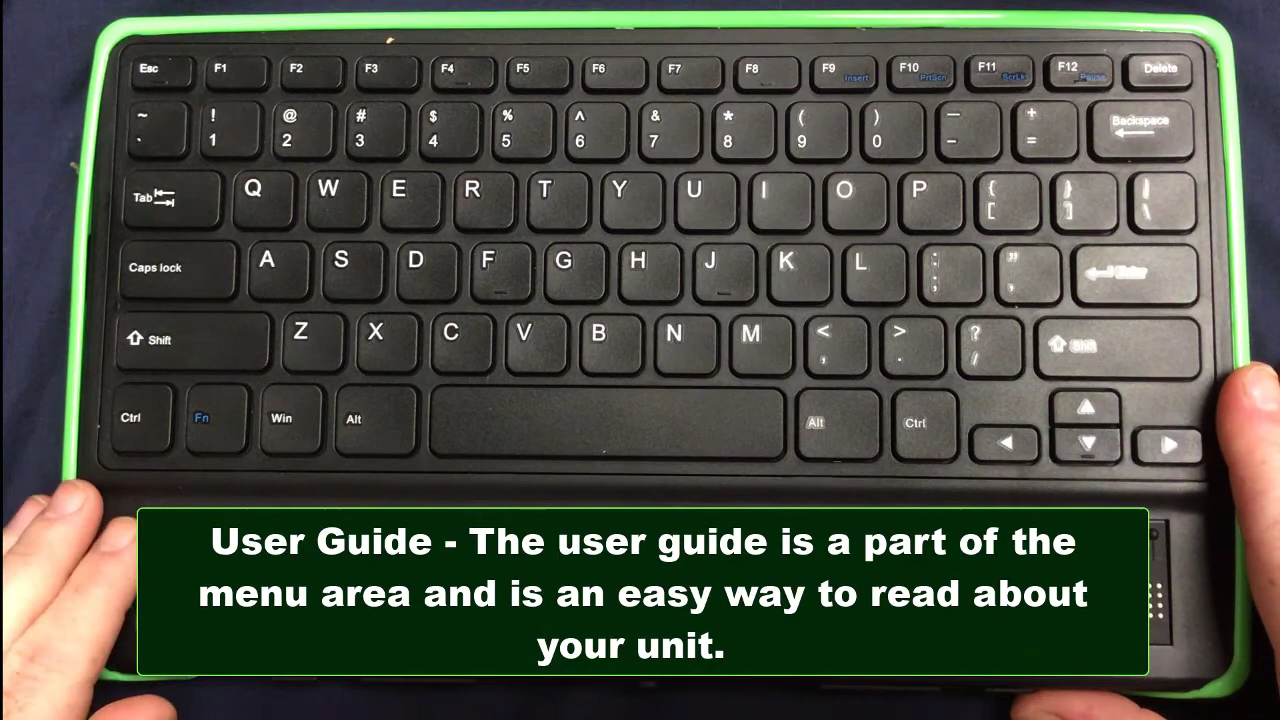 Esc F1 F2 F3 F4 F5 F6 F7 F8 F9 Insert F10 PrtScn F11 ScrLk F12 Pause Delete
~ ! @ # $ % ^ & * ( ) — + Backspace
` 1 2 3 4 5 6 7 8 9 0 - =
Tab Q W E R T Y U I O P { } |
[ ] \
Caps lock A S D F G H J K L : " Enter
; '
Shift Z X C V B N M < > ? Shift
, . /
Ctrl Fn Win Alt Alt Ctrl
User Guide - The user guide is a part of the
menu area and is an easy way to read about
your unit.